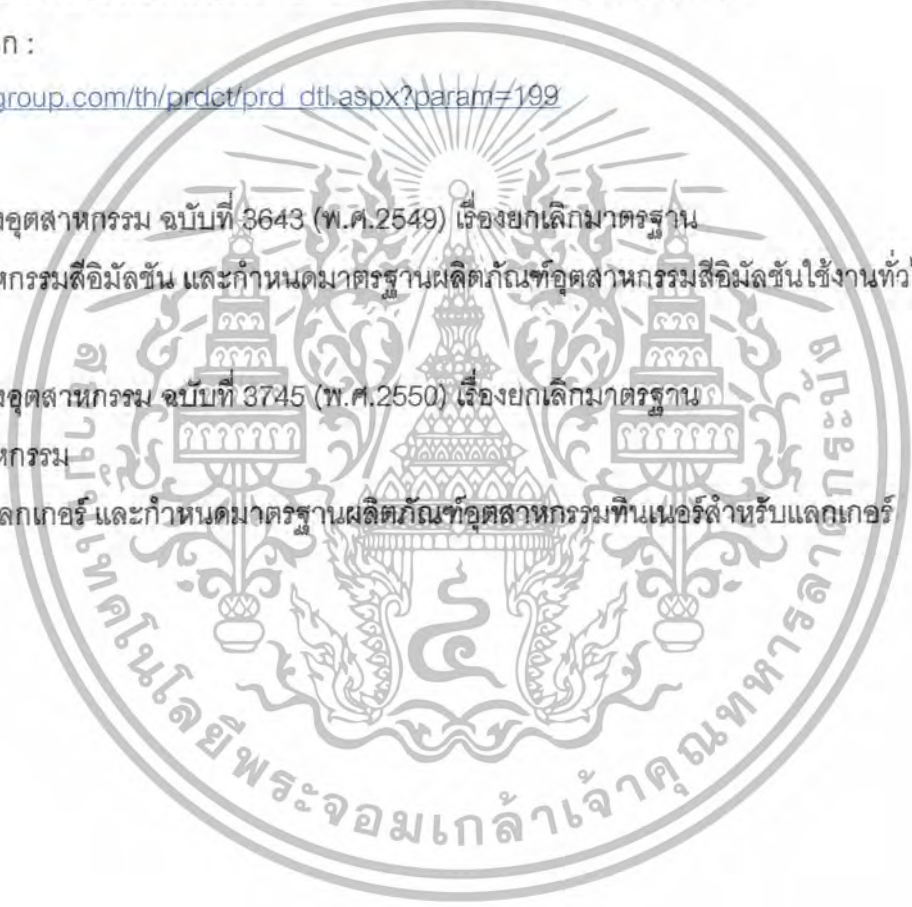 ก :
group.com/th/prdct/prd_dtl.aspx?param=199
งอุตสาหกรรม ฉบับที่ 3643 (พ.ศ.2549) เรื่องยกเลิกมาตรฐาน
หกรรมสีอิมัลชัน และกำหนดมาตรฐานผลิตภัณฑ์อุตสาหกรรมสีอิมัลชันใช้งานทั่วไ
งอุตสาหกรรม ฉบับที่ 3745 (พ.ศ.2550) เรื่องยกเลิกมาตรฐาน
หกรรม
ลกเกอร์ และกำหนดมาตรฐานผลิตภัณฑ์อุตสาหกรรมทินเนอร์สำหรับแลกเกอร์
สถาบันเทคโนโลยีพระจอมเกล้าเจ้าคุณทหารลาดกระบัง